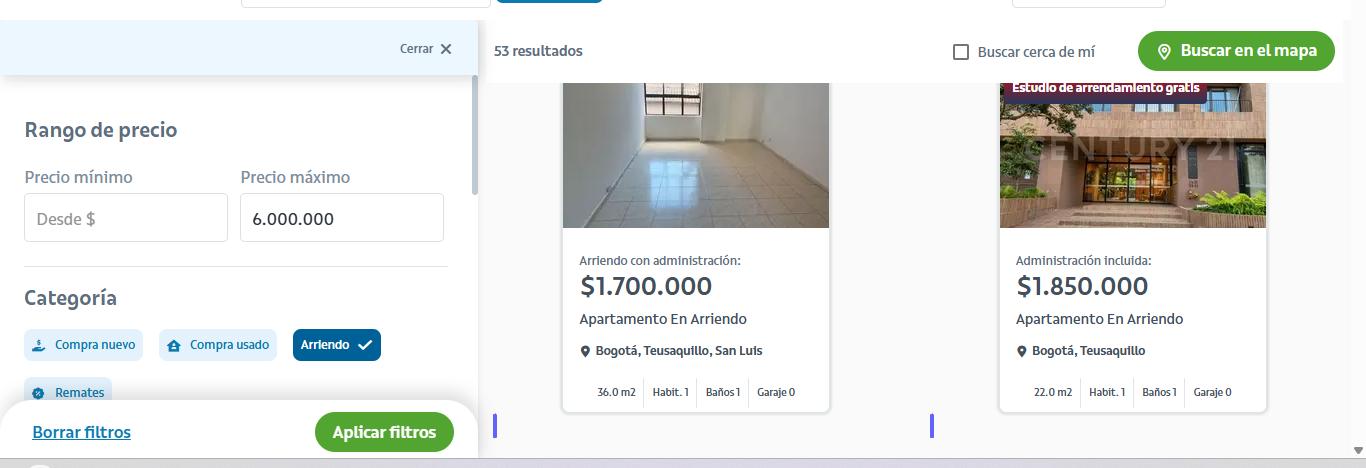 Cerrar
53 resultados
Buscar cerca de mí
Buscar en el mapa
Rango de precio
Precio mínimo
Precio máximo
Desde $
6.000.000
Categoría
Compra nuevo
Compra usado
Arriendo
Remates
Borrar filtros
Aplicar filtros
Arriendo con administración:
$1.700.000
Apartamento En Arriendo
Bogotá, Teusaquillo, San Luis
36.0 m2 Habit. 1 Baños 1 Garaje 0
Estudio de arrendamiento gratis
CENTURY 21
Administración incluida:
$1.850.000
Apartamento En Arriendo
Bogotá, Teusaquillo
22.0 m2 Habit. 1 Baños 1 Garaje 0